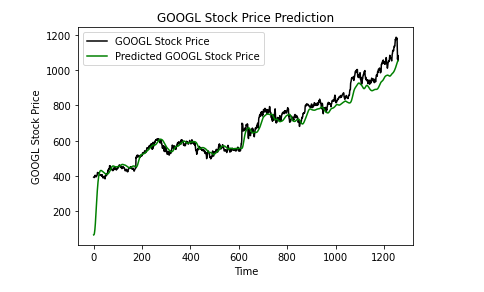 GOOGL Stock Price Prediction
GOOGL Stock Price
Predicted GOOGL Stock Price
GOOGL Stock Price
1200
1000
800
600
400
200
0 200 400 600 800 1000 1200
Time